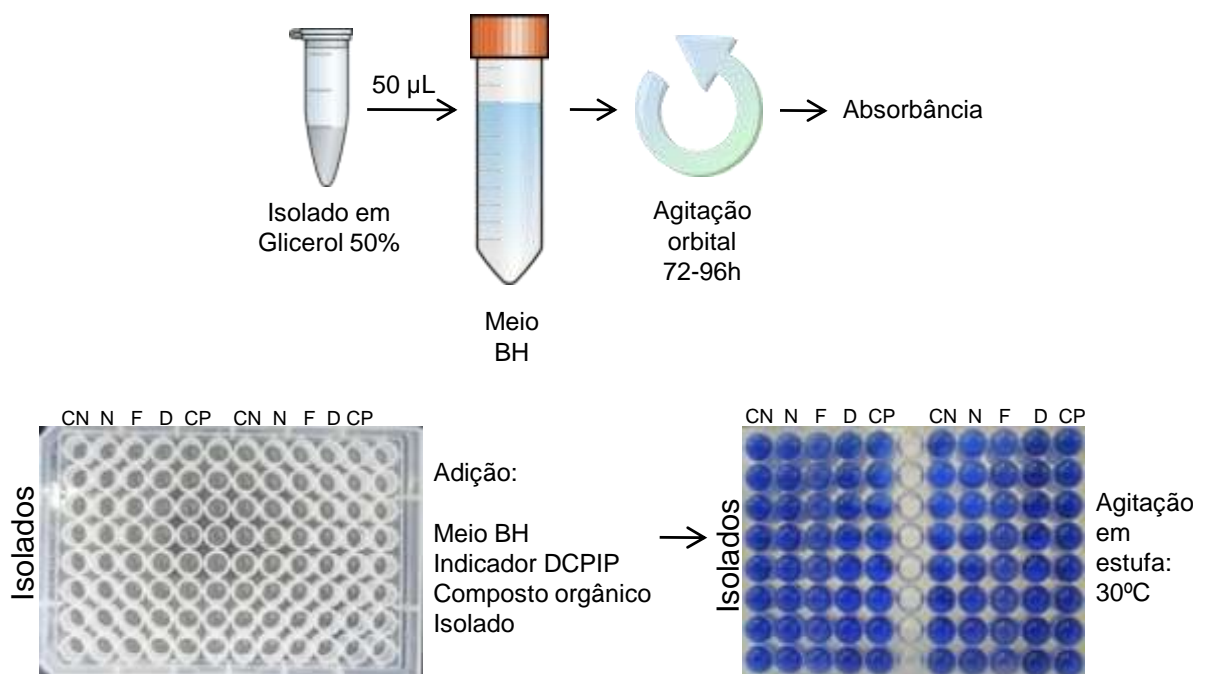 50 µL
Absorbância
Isolado em
Glicerol 50%
Agitação
orbital
72-96h
Meio
BH
CN N F D CP CN N F D CP
Isolados
Adição:
Meio BH
Indicador DCPIP
Composto orgânico
Isolado
CN N F D CP CN N F D CP
Isolados
Agitação
em
estufa:
30ºC